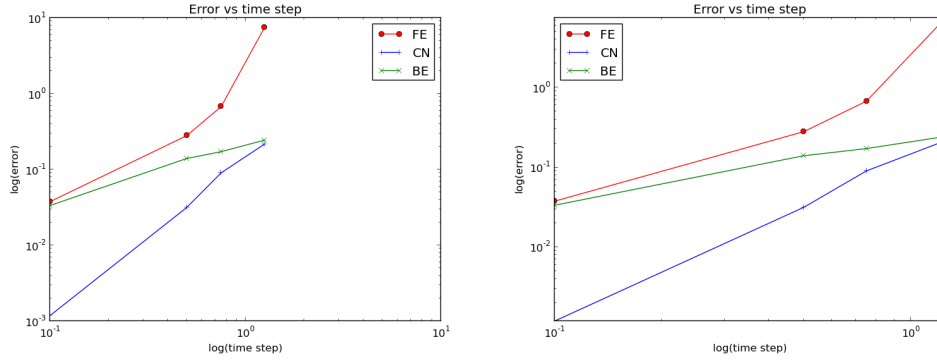 Error vs time step
10^1
10^0
10^-1
10^-2
10^-3
log(error)
10^-1
10^0
10^1
log(time step)
FE
CN
BE
Error vs time step
10^0
10^-1
10^-2
log(error)
10^-1
10^0
log(time step)
FE
CN
BE